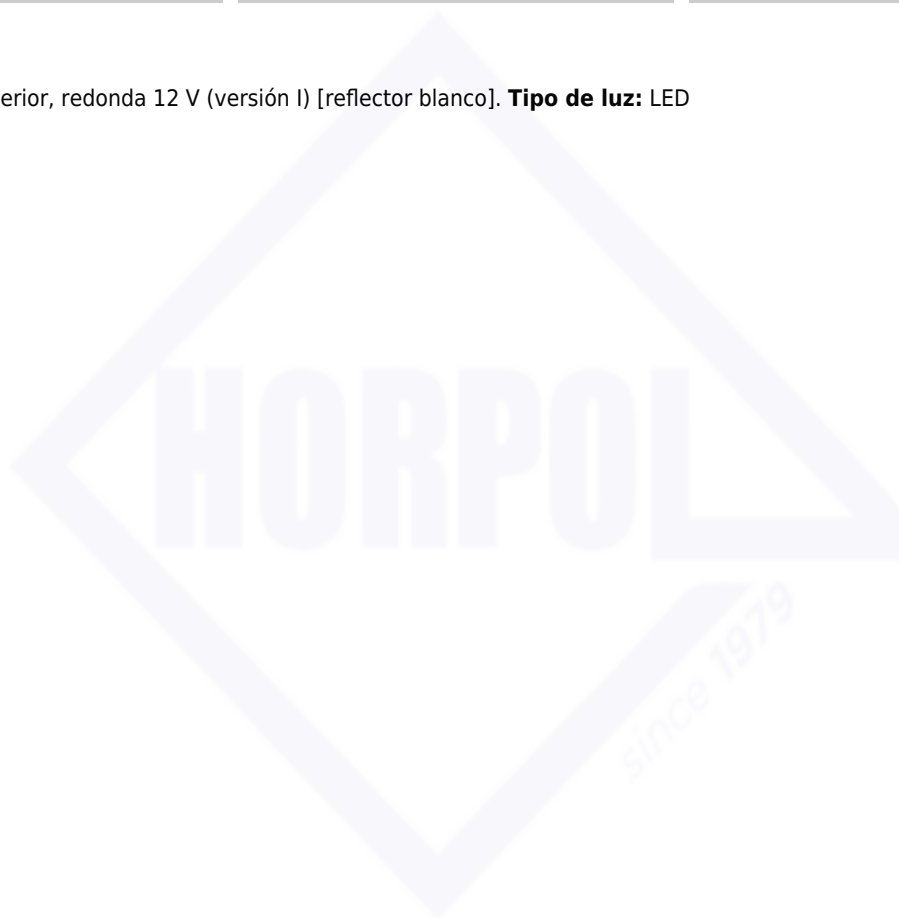 erior, redonda 12 V (versión I) [reflector blanco]. Tipo de luz: LED
HORPOL
since 1979